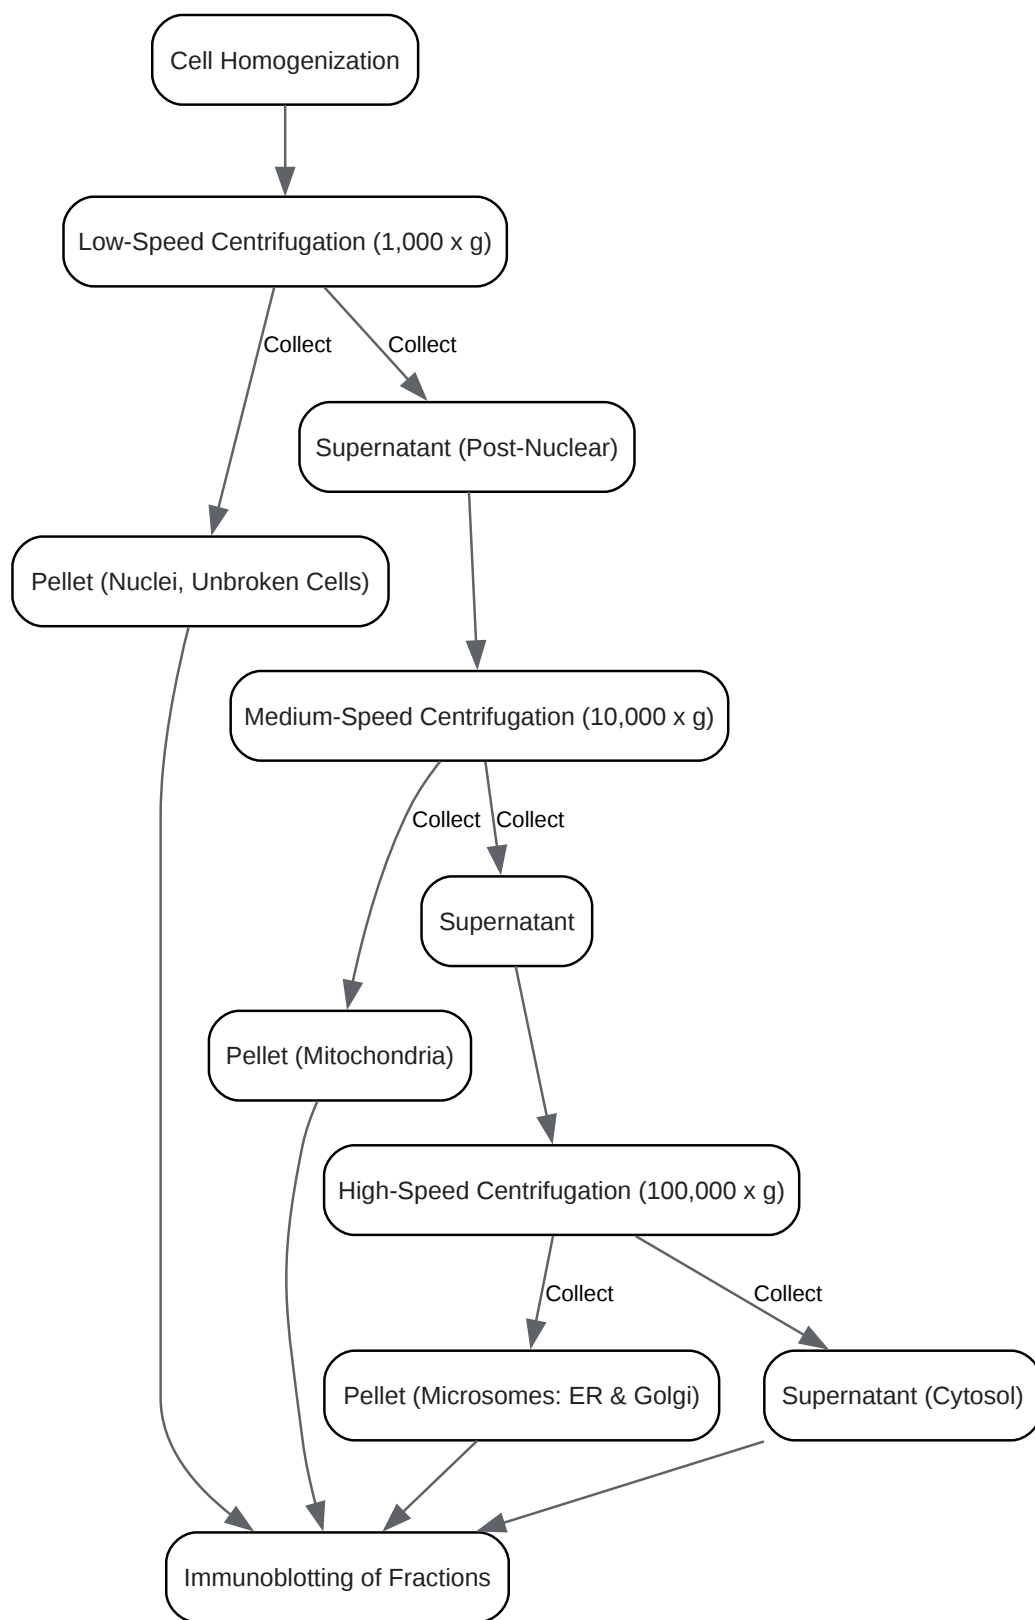 Cell Homogenization
Low-Speed Centrifugation (1,000 x g)
Collect
Collect
Supernatant (Post-Nuclear)
Pellet (Nuclei, Unbroken Cells)
Medium-Speed Centrifugation (10,000 x g)
Collect
Collect
Supernatant
Pellet (Mitochondria)
High-Speed Centrifugation (100,000 x g)
Collect
Collect
Pellet (Microsomes: ER & Golgi)
Supernatant (Cytosol)
Immunoblotting of Fractions